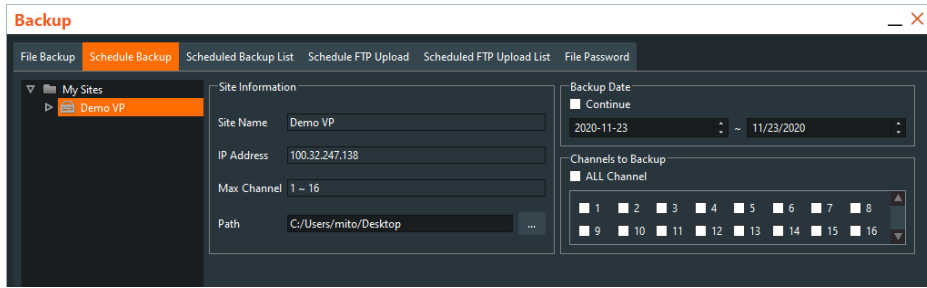 Backup
File Backup Schedule Backup Scheduled Backup List Schedule FTP Upload Scheduled FTP Upload List File Password
My Sites
Demo VP
Site Information
Site Name Demo VP
IP Address 100.32.247.138
Max Channel 1 ~ 16
Path C:/Users/mito/Desktop ...
Backup Date
Continue
2020-11-23 ~ 11/23/2020
Channels to Backup
ALL Channel
1 2 3 4 5 6 7 8
9 10 11 12 13 14 15 16